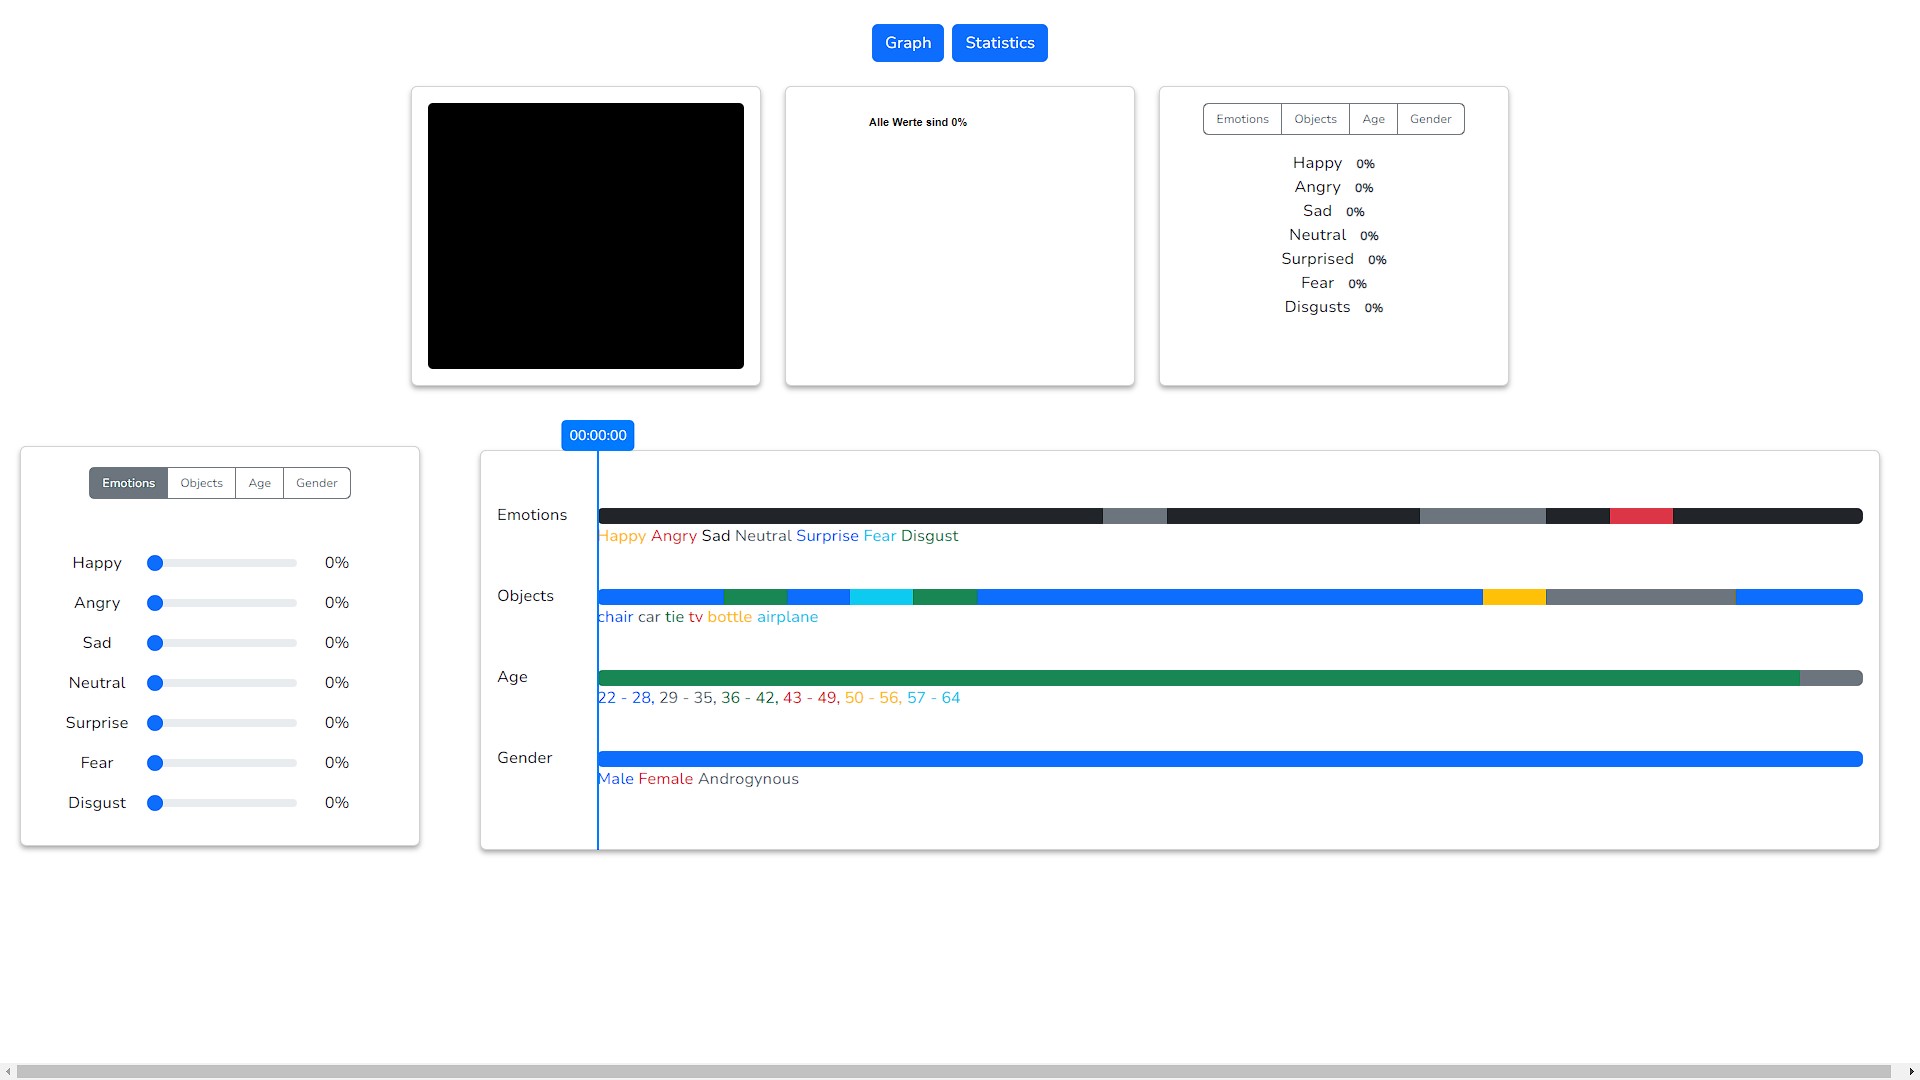 Graph Statistics
Alle Werte sind 0%
Emotions Objects Age Gender
Happy 0%
Angry 0%
Sad 0%
Neutral 0%
Surprised 0%
Fear 0%
Disgusts 0%
00:00:00
Emotions Objects Age Gender
Happy 0%
Angry 0%
Sad 0%
Neutral 0%
Surprise 0%
Fear 0%
Disgust 0%
Emotions
Happy Angry Sad Neutral Surprise Fear Disgust
Objects
chair car tie tv bottle airplane
Age
22 - 28, 29 - 35, 36 - 42, 43 - 49, 50 - 56, 57 - 64
Gender
Male Female Androgynous